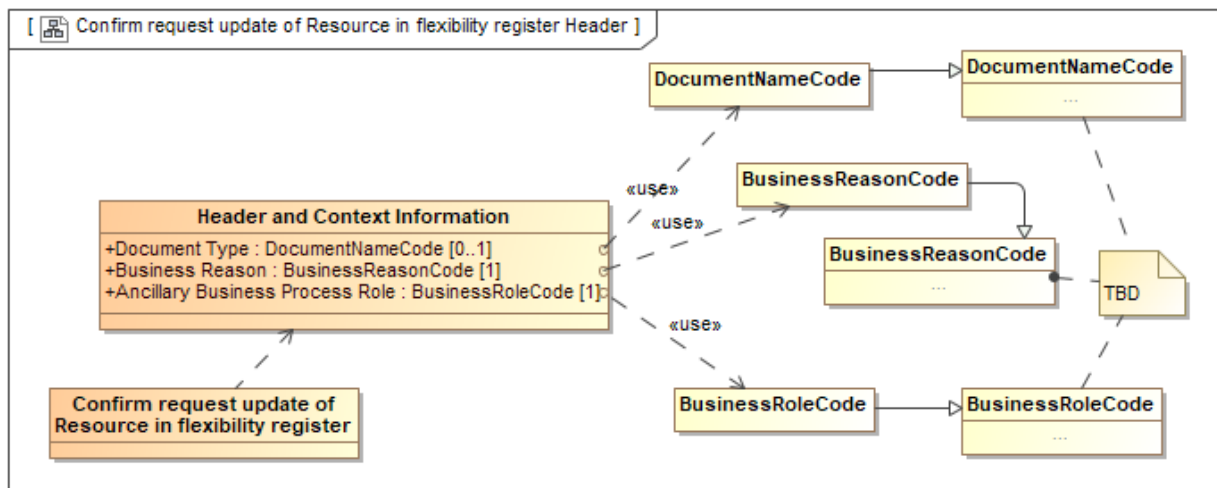 [ Confirm request update of Resource in flexibility register Header ]
DocumentNameCode
DocumentNameCode
...
«use»
BusinessReasonCode
«use»
Header and Context Information
+Document Type : DocumentNameCode [0..1]
+Business Reason : BusinessReasonCode [1]
+Ancillary Business Process Role : BusinessRoleCode [1]
BusinessReasonCode
...
TBD
«use»
Confirm request update of
Resource in flexibility register
BusinessRoleCode
BusinessRoleCode
...